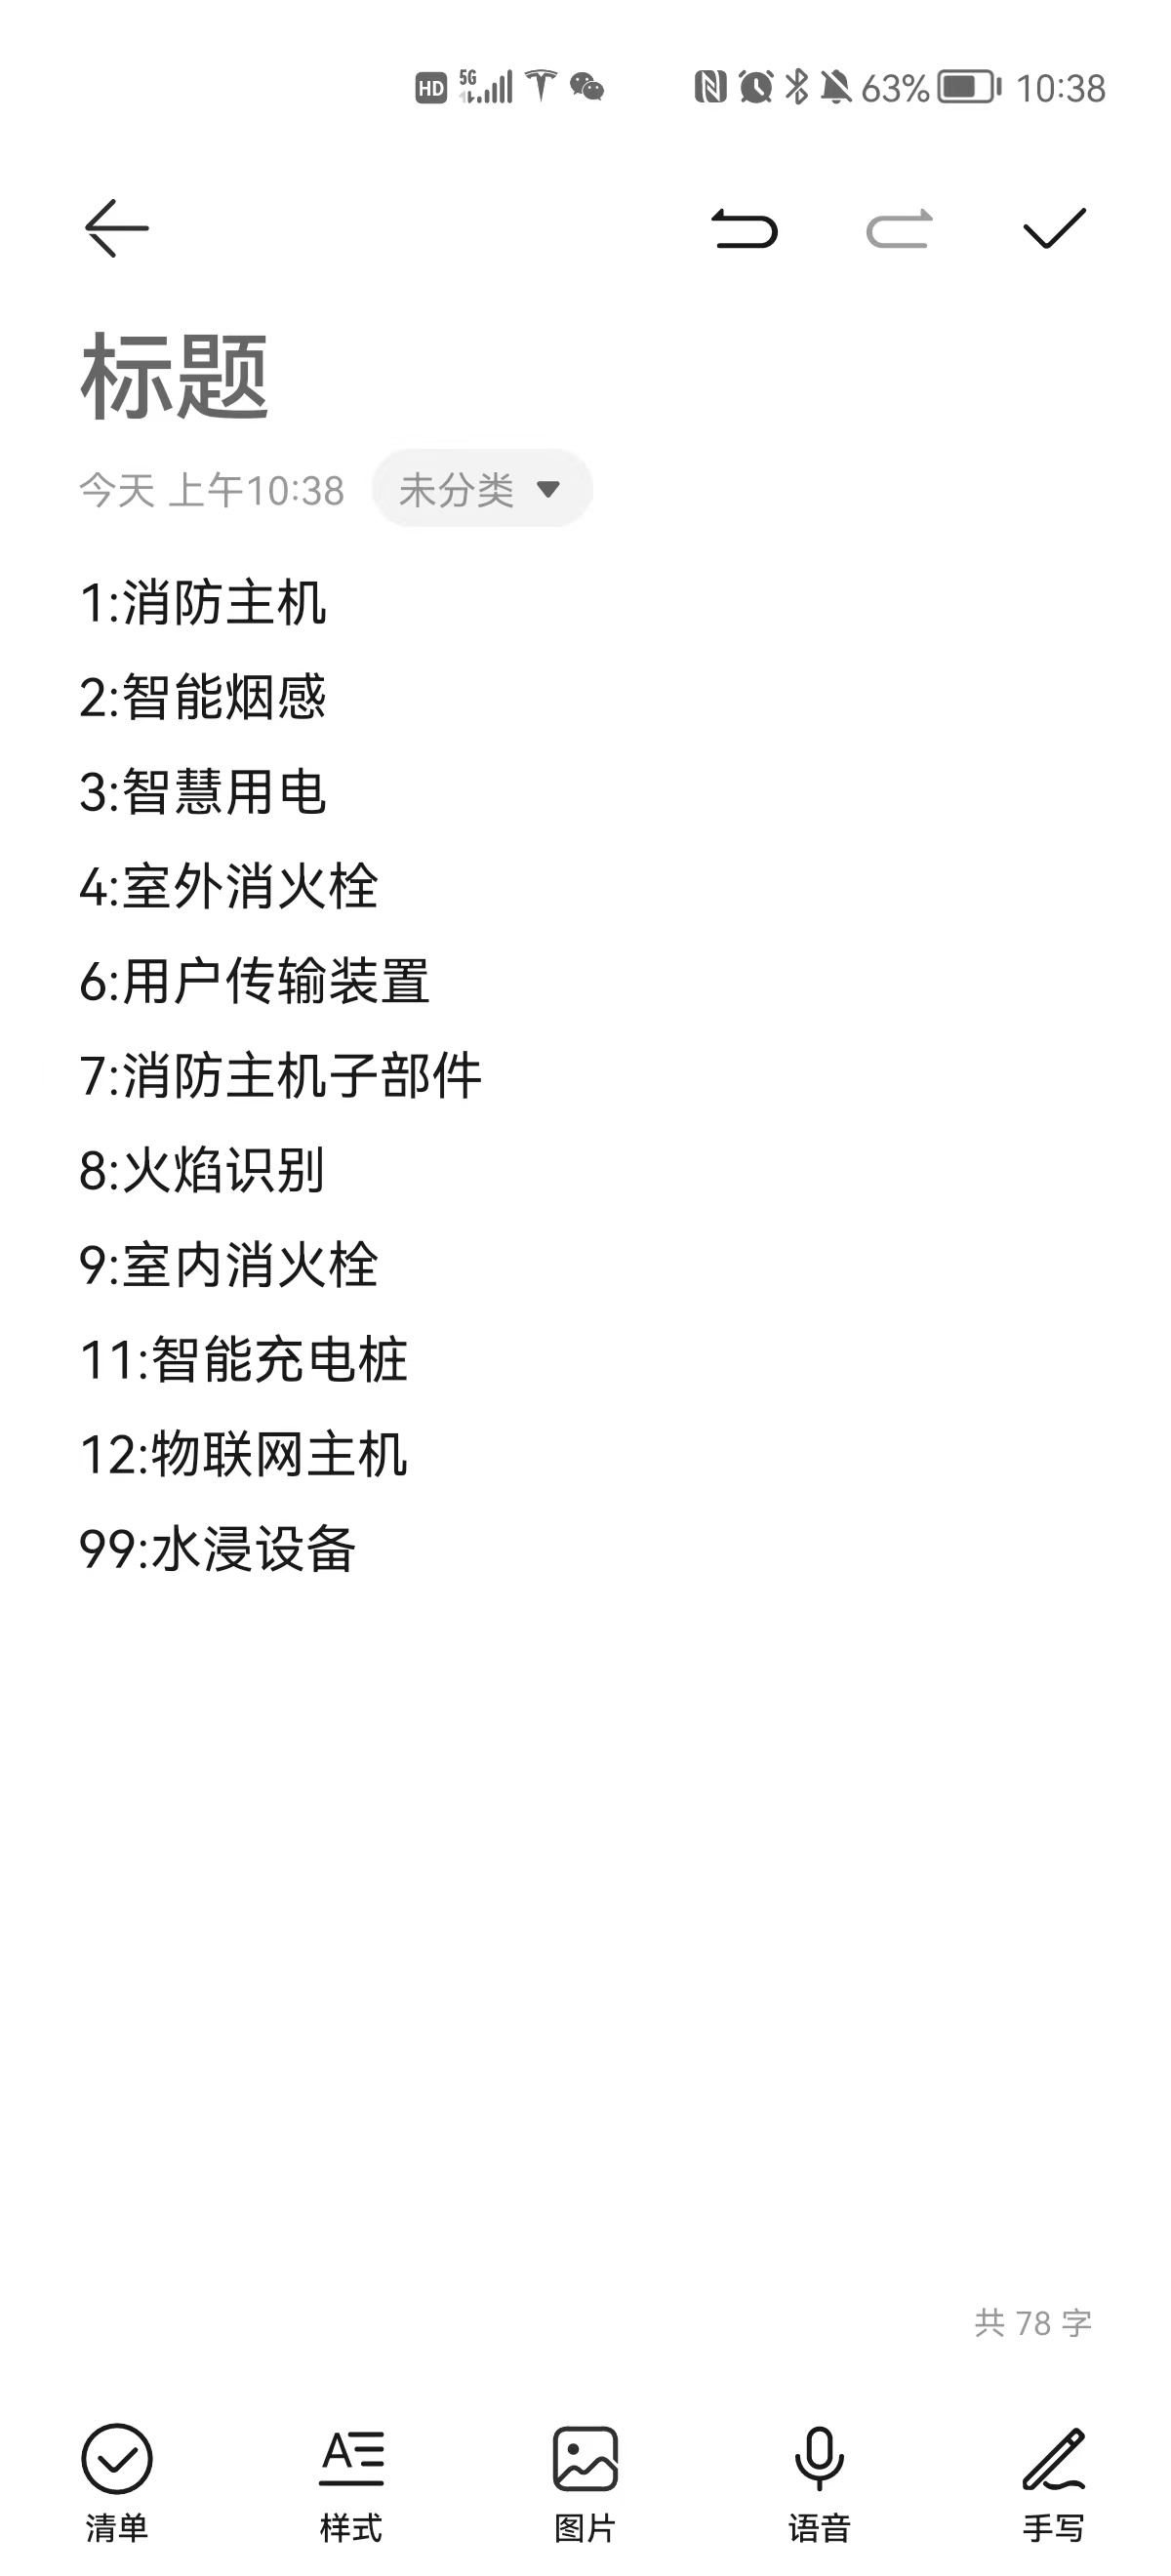 HD 5G 63% 10:38
标题
今天 上午10:38 未分类
1:消防主机
2:智能烟感
3:智慧用电
4:室外消火栓
6:用户传输装置
7:消防主机子部件
8:火焰识别
9:室内消火栓
11:智能充电桩
12:物联网主机
99:水浸设备
共 78 字
清单 样式 图片 语音 手写